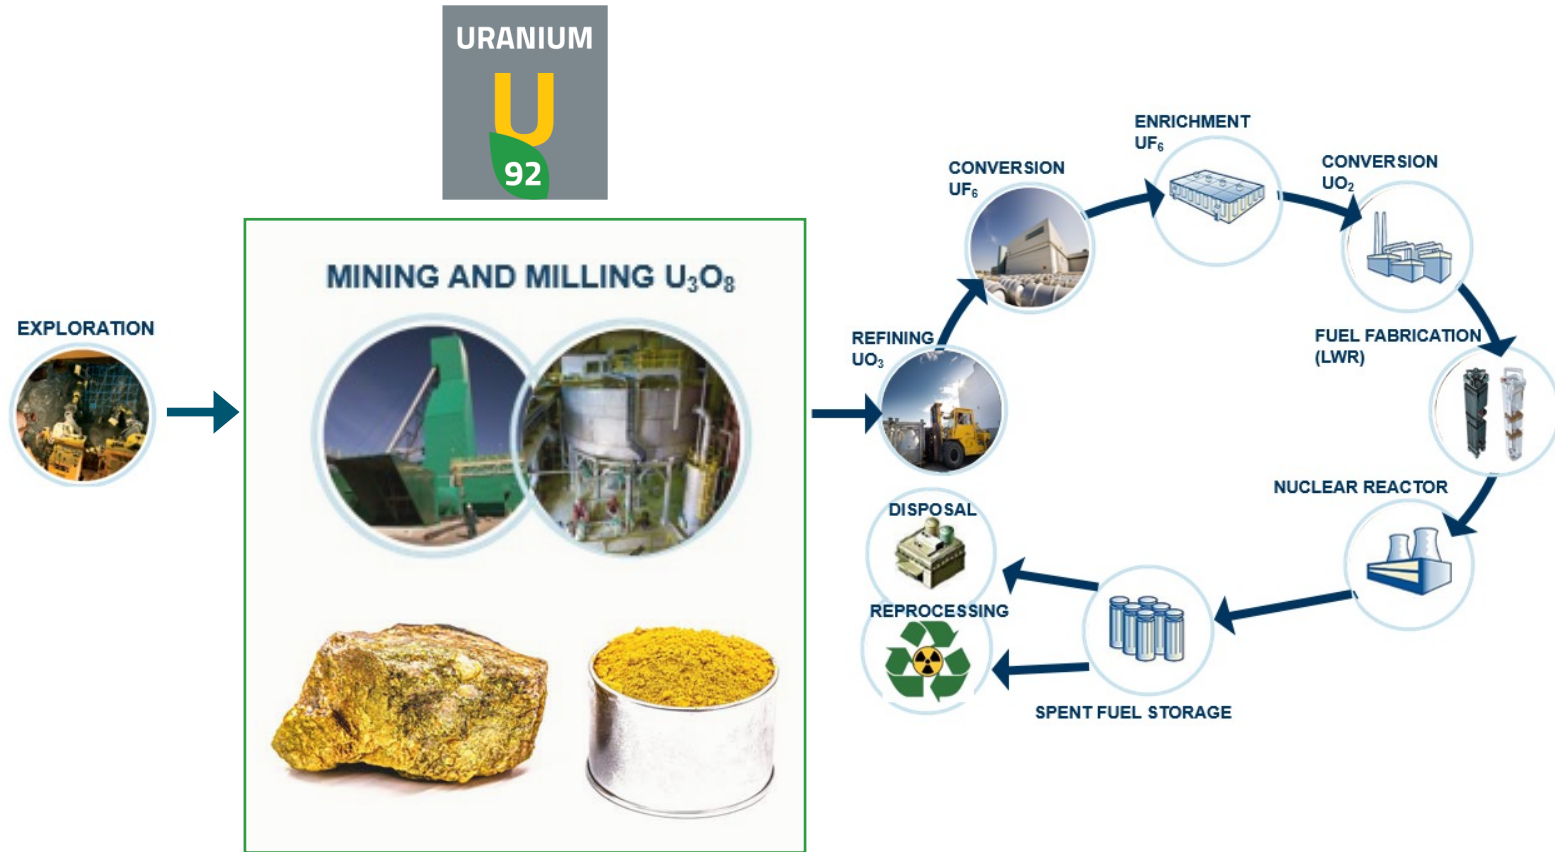 URANIUM
U
92
EXPLORATION
MINING AND MILLING U₃O₈
REFINING
UO₃
CONVERSION
UF₆
ENRICHMENT
UF₆
CONVERSION
UO₂
FUEL FABRICATION
(LWR)
NUCLEAR REACTOR
SPENT FUEL STORAGE
DISPOSAL
REPROCESSING